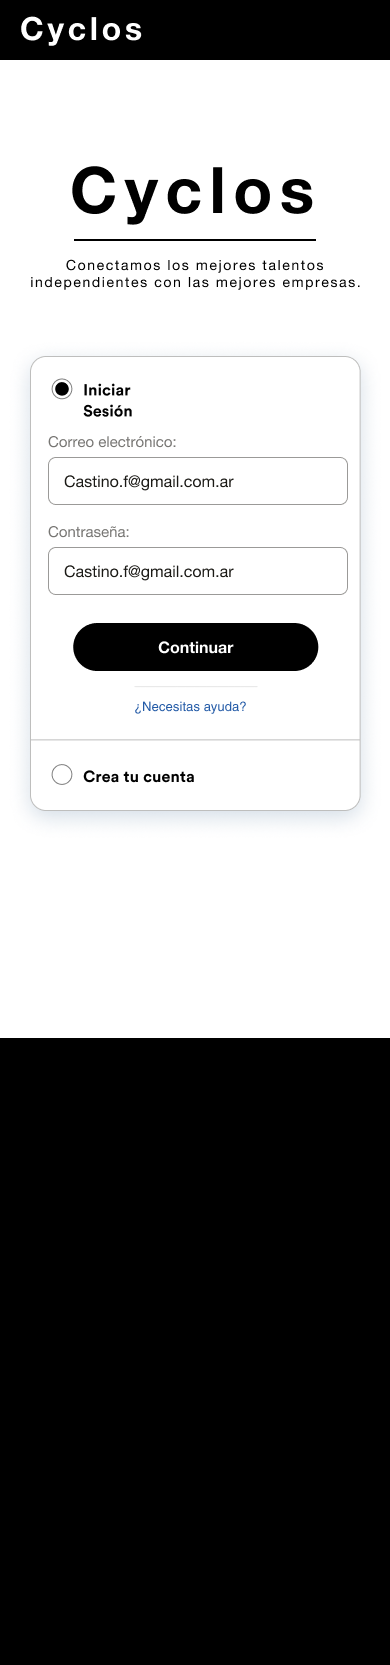 Cyclos
Cyclos
Conectamos los mejores talentos
independientes con las mejores empresas.
Iniciar
Sesión
Correo electrónico:
Castino.f@gmail.com.ar
Contraseña:
Castino.f@gmail.com.ar
Continuar
¿Necesitas ayuda?
Crea tu cuenta